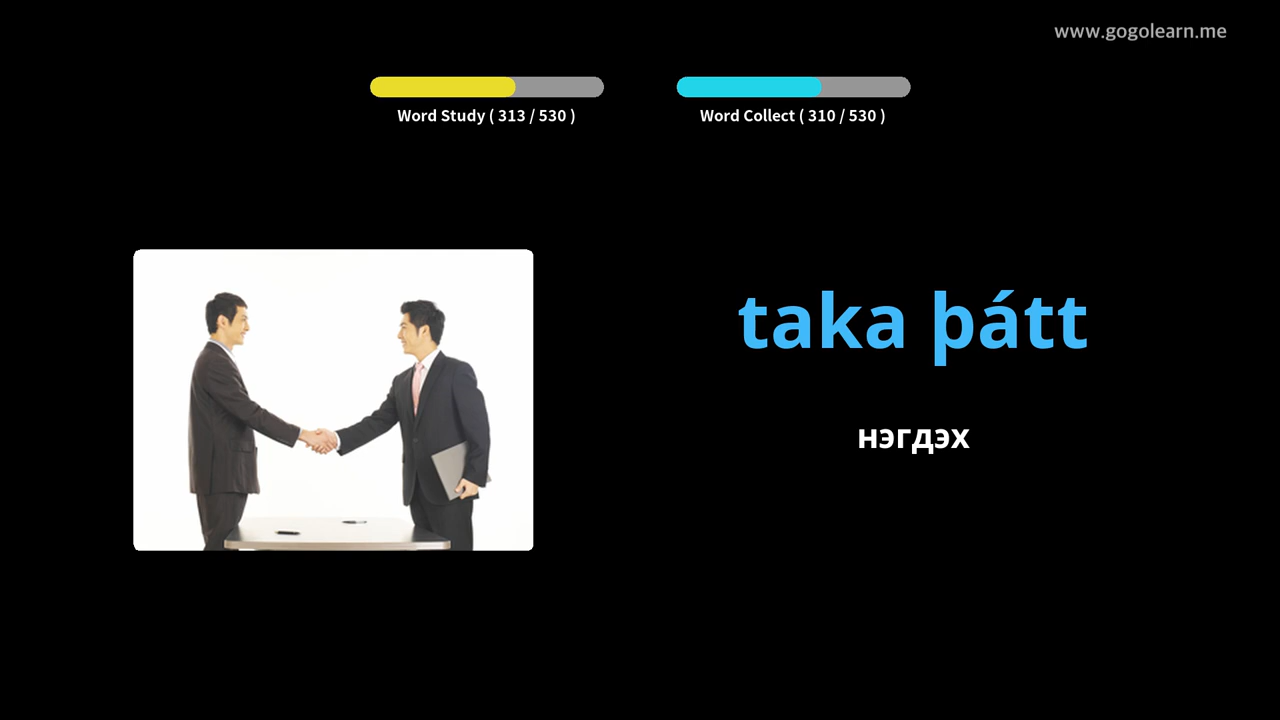 www.gogolearn.me
Word Study ( 313 / 530 )
Word Collect ( 310 / 530 )
taka þátt
нэгдэх